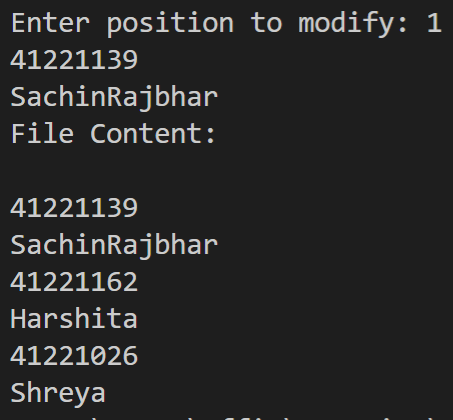 Enter position to modify: 1
41221139
SachinRajbhar
File Content:

41221139
SachinRajbhar
41221162
Harshita
41221026
Shreya